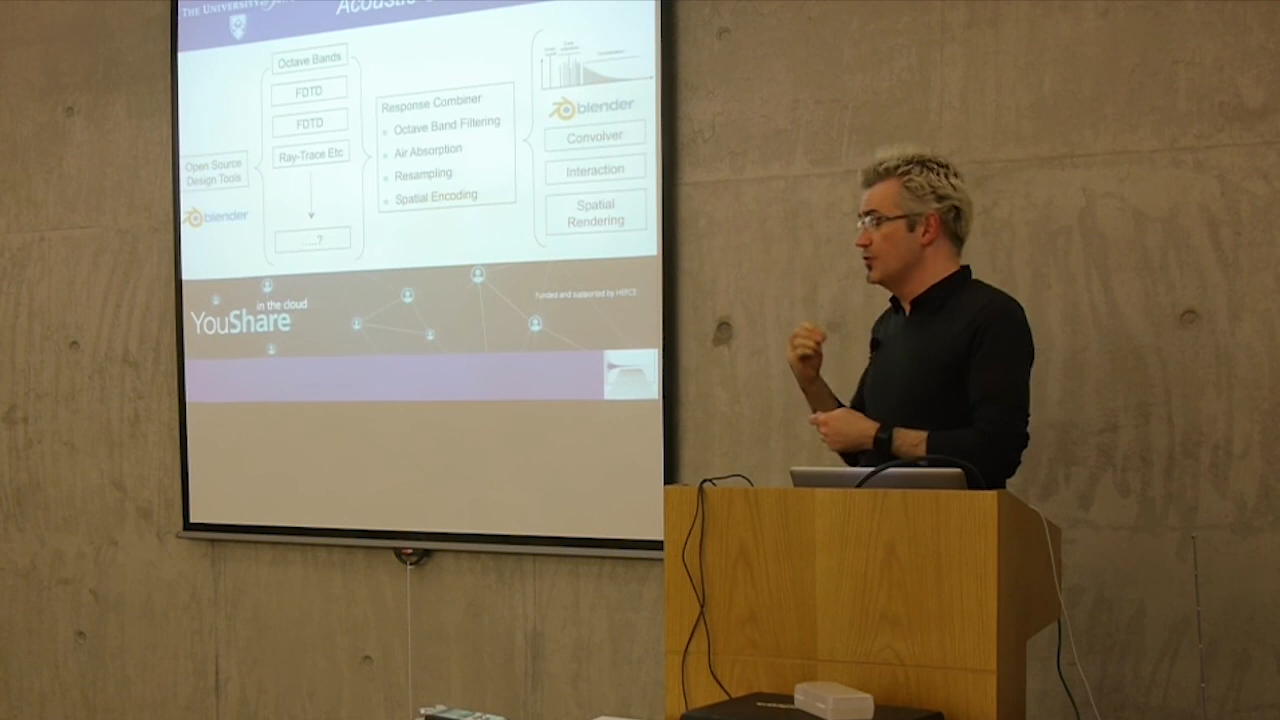 THE UNIVERSITY
Acoustic
Octave Bands
FDTD
FDTD
Ray-Trace Etc
.....?
Open Source
Design Tools
blender
Response Combiner
Octave Band Filtering
Air Absorption
Resampling
Spatial Encoding
blender
Convolver
Interaction
Spatial
Rendering
in the cloud
YouShare
Funded and supported by HEFCE